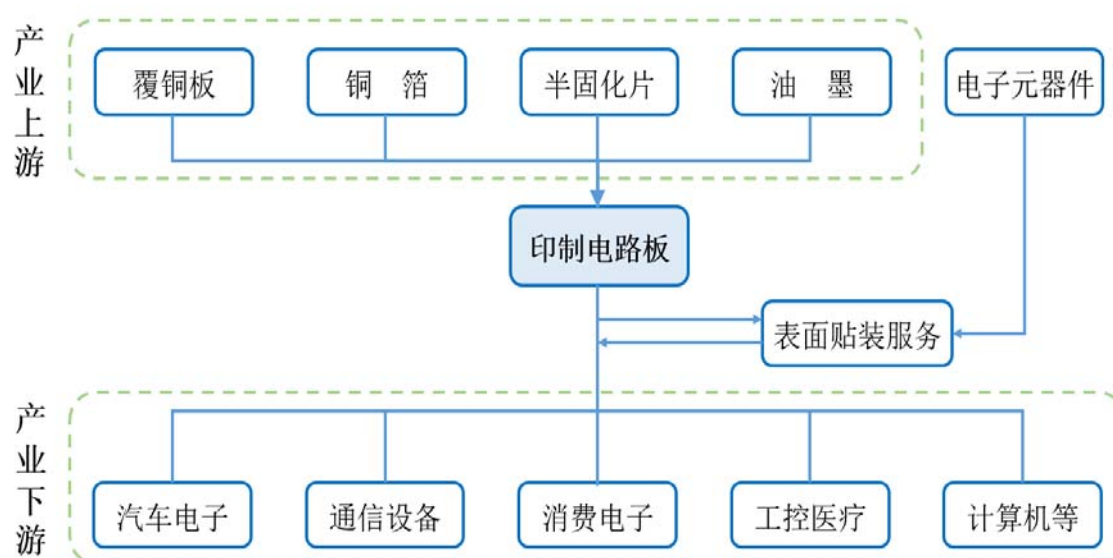 产业上游
覆铜板
铜 箔
半固化片
油 墨
电子元器件
印制电路板
表面贴装服务
产业下游
汽车电子
通信设备
消费电子
工控医疗
计算机等